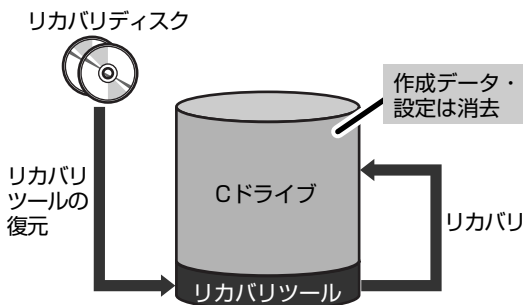 リカバリディスク
作成データ・
設定は消去
リカバリ
ツールの
復元
Cドライブ
リカバリ
リカバリツール